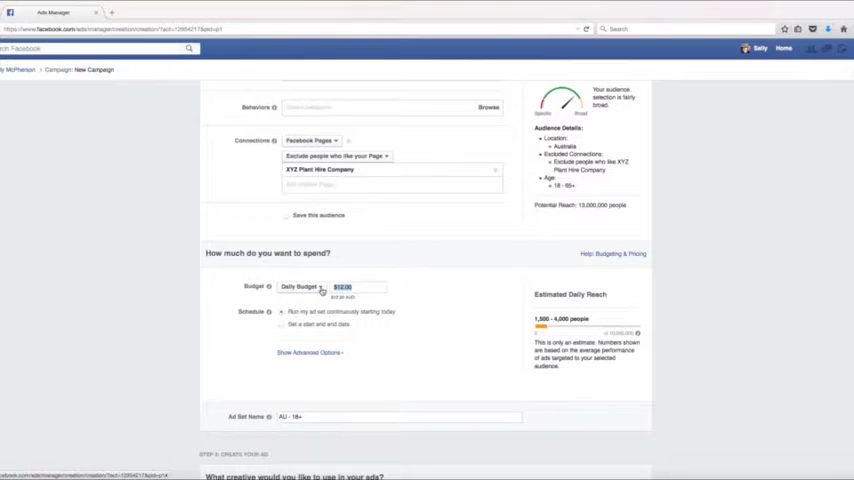 Ads Manager
https://www.facebook.com/ads/manager/creation/creation/?act=12954217&pid=p1
Search
rch Facebook
Sally
Home
ly McPherson > Campaign: New Campaign
Behaviors
Browse
Connections
Facebook Pages
Exclude people who like your Page
XYZ Plant Hire Company
Save this audience
Specific
Broad
Your audience
selection is fairly
broad.
Audience Details:
Location:
Australia
Excluded Connections:
Exclude people who like XYZ
Plant Hire Company
Age:
18 - 65+
Potential Reach: 13,000,000 people
How much do you want to spend?
Help: Budgeting & Pricing
Budget
Daily Budget
$12.00
Schedule
Run my ad set continuously starting today
Set a start and end date
Show Advanced Options
Estimated Daily Reach
1,500 - 4,000 people
0
This is only an estimate. Numbers shown
are based on the average performance
of ads targeted to your selected
audience.
Ad Set Name
AU - 18+
CREATE YOUR AD
What creative would you like to use in your ads?